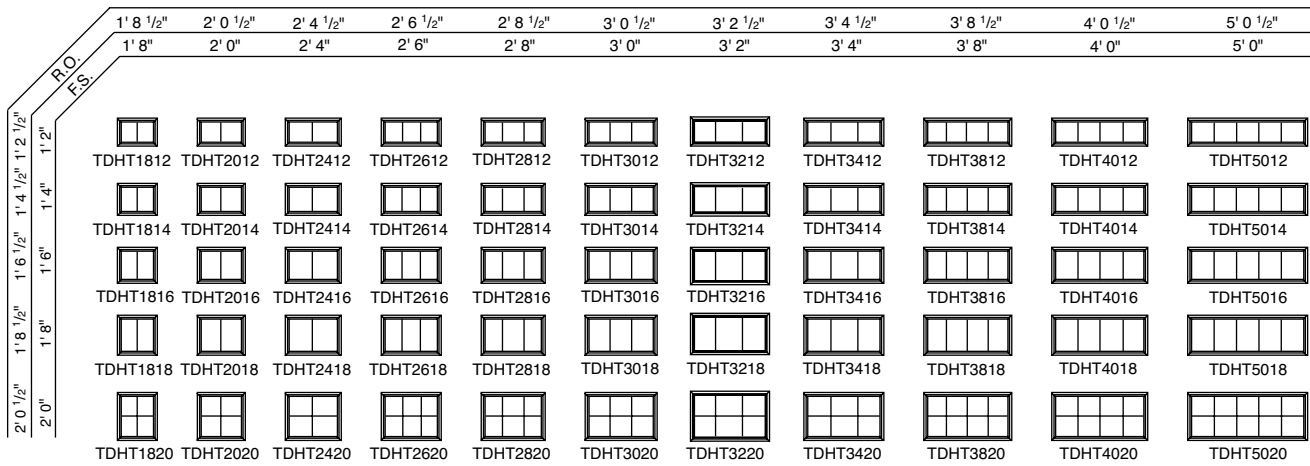 1' 8 1/2" 2' 0 1/2" 2' 4 1/2" 2' 6 1/2" 2' 8 1/2" 3' 0 1/2" 3' 2 1/2" 3' 4 1/2" 3' 8 1/2" 4' 0 1/2" 5' 0 1/2"
1' 8" 2' 0" 2' 4" 2' 6" 2' 8" 3' 0" 3' 2" 3' 4" 3' 8" 4' 0" 5' 0"
R.O.
F.S.
1' 2 1/2" 1' 2"
TDHT1812 TDHT2012 TDHT2412 TDHT2612 TDHT2812 TDHT3012 TDHT3212 TDHT3412 TDHT3812 TDHT4012 TDHT5012
1' 4 1/2" 1' 4"
TDHT1814 TDHT2014 TDHT2414 TDHT2614 TDHT2814 TDHT3014 TDHT3214 TDHT3414 TDHT3814 TDHT4014 TDHT5014
1' 6 1/2" 1' 6"
TDHT1816 TDHT2016 TDHT2416 TDHT2616 TDHT2816 TDHT3016 TDHT3216 TDHT3416 TDHT3816 TDHT4016 TDHT5016
1' 8 1/2" 1' 8"
TDHT1818 TDHT2018 TDHT2418 TDHT2618 TDHT2818 TDHT3018 TDHT3218 TDHT3418 TDHT3818 TDHT4018 TDHT5018
2' 0 1/2" 2' 0"
TDHT1820 TDHT2020 TDHT2420 TDHT2620 TDHT2820 TDHT3020 TDHT3220 TDHT3420 TDHT3820 TDHT4020 TDHT5020